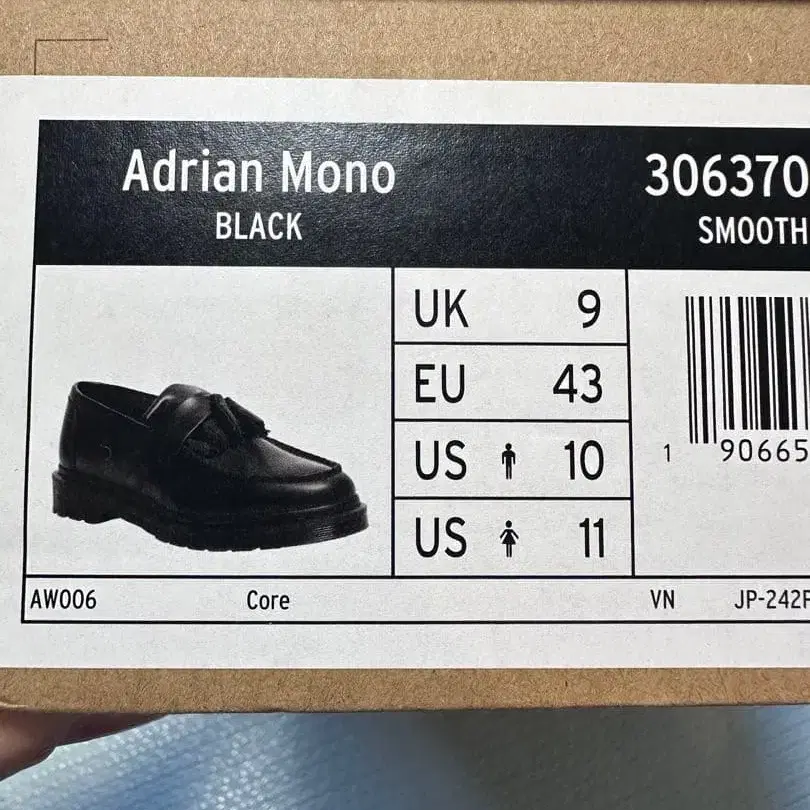 Adrian Mono
BLACK
306370
SMOOTH
UK 9
EU 43
US 10
US 11
1 90665
AW006 Core VN JP-242F